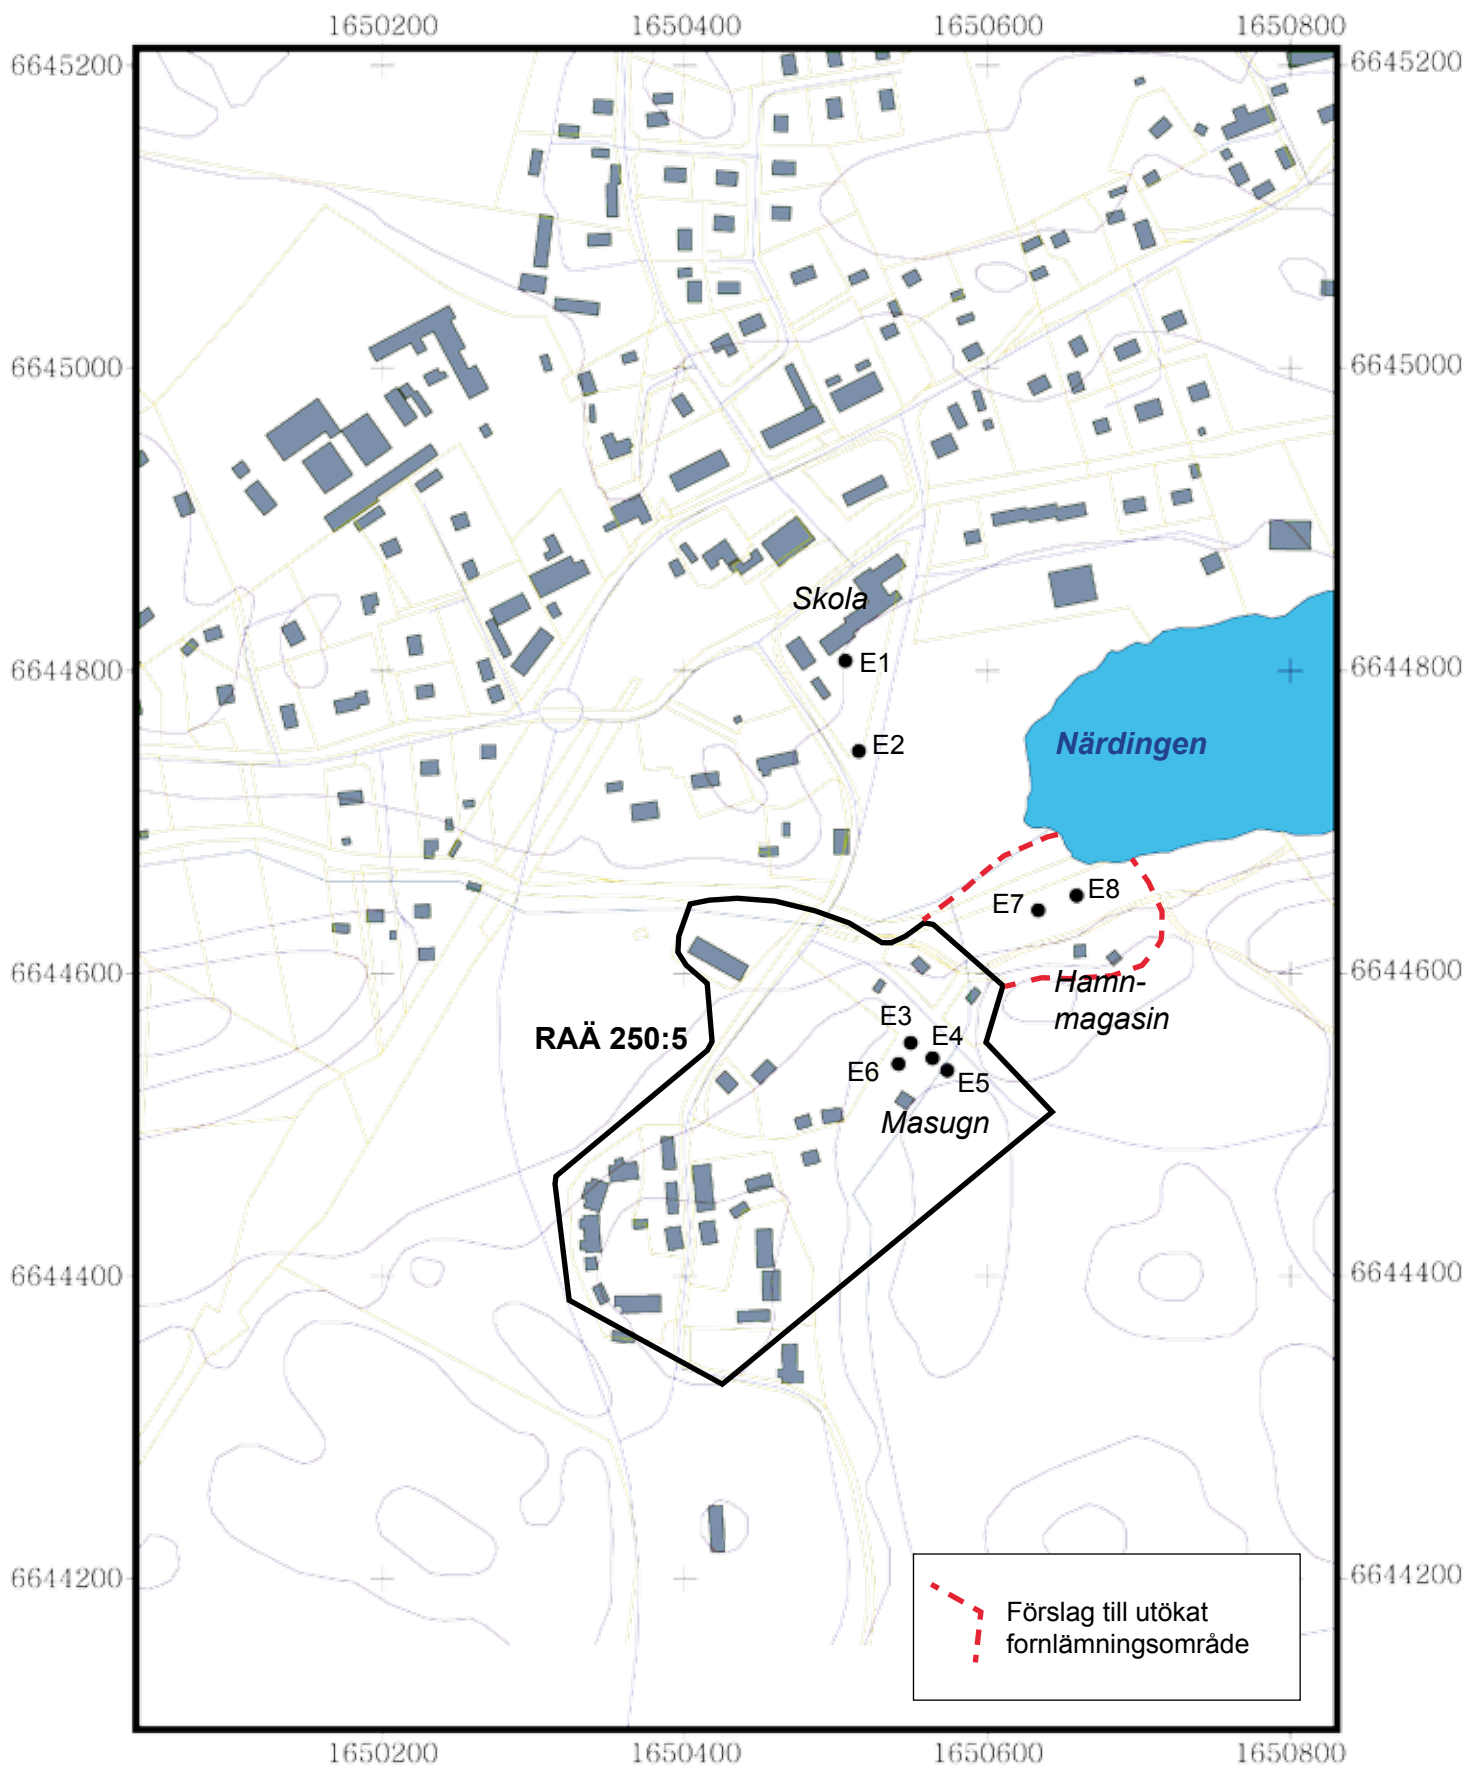 1650200 1650400 1650600 1650800
6645200 6645200
6645000 6645000
Skola
E1
6644800 6644800
E2
Närdingen
E8
E7
6644600 6644600
Hamn-
magasin
RAÄ 250:5
E3
E4
E6
E5
Masugn
6644400 6644400
6644200 6644200
Förslag till utökat
fornlämningsområde
1650200 1650400 1650600 1650800